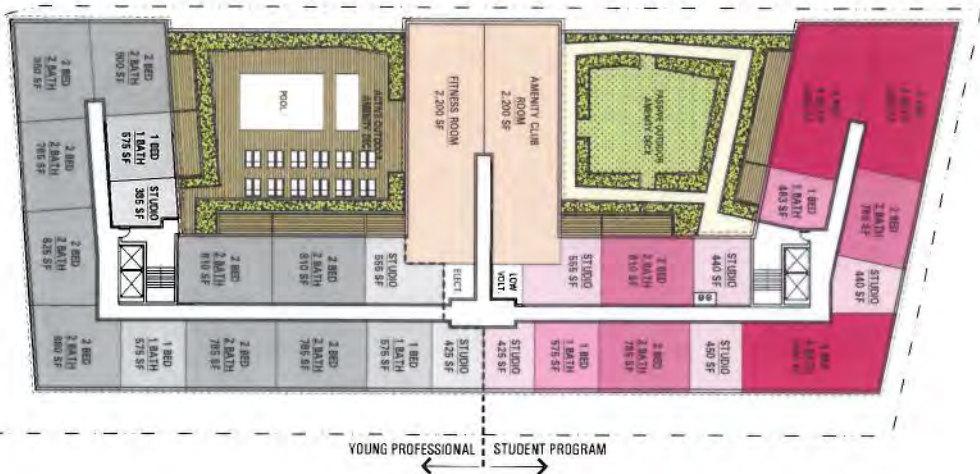 2 BED
2 BATH
2 BED
2 BATH
900 SF
2 BED
2 BATH
785 SF
1 BED
1 BATH
575 SF
STUDIO
385 SF
2 BED
2 BATH
825 SF
POOL
ACTIVE OUTDOOR
AMENITY DECK
FITNESS ROOM
2,200 SF
AMENITY CLUB
ROOM
2,200 SF
PASSIVE OUTDOOR
AMENITY DECK
1 BED
1 BATH
483 SF
2 BED
2 BATH
STUDIO
440 SF
2 BED
2 BATH
810 SF
2 BED
2 BATH
810 SF
STUDIO
555 SF
ELECT.
LOW
VOLT.
STUDIO
555 SF
2 BED
2 BATH
810 SF
STUDIO
440 SF
2 BED
2 BATH
880 SF
1 BED
1 BATH
575 SF
2 BED
2 BATH
785 SF
2 BED
2 BATH
785 SF
1 BED
1 BATH
575 SF
STUDIO
425 SF
STUDIO
425 SF
1 BED
1 BATH
575 SF
2 BED
2 BATH
785 SF
STUDIO
450 SF
YOUNG PROFESSIONAL
STUDENT PROGRAM